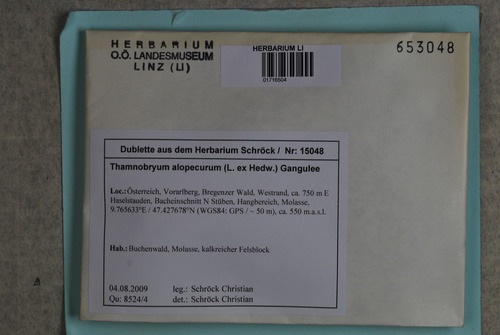 HERBARIUM
O.Ö. LANDESMUSEUM
LINZ (LI)
HERBARIUM LI
01716504
653048
Dublette aus dem Herbarium Schröck / Nr: 15048
Thamnobryum alopecurum (L. ex Hedw.) Gangulee
Loc.: Österreich, Vorarlberg, Bregenzer Wald, Westrand, ca. 750 m E
Haselstauden, Bacheinschnitt N Stüben, Hangbereich, Molasse,
9.765633°E / 47.427678°N (WGS84: GPS / ~ 50 m), ca. 550 m.a.s.l.
Hab.: Buchenwald, Molasse, kalkreicher Felsblock
04.08.2009 leg.: Schröck Christian
Qu: 8524/4 det.: Schröck Christian